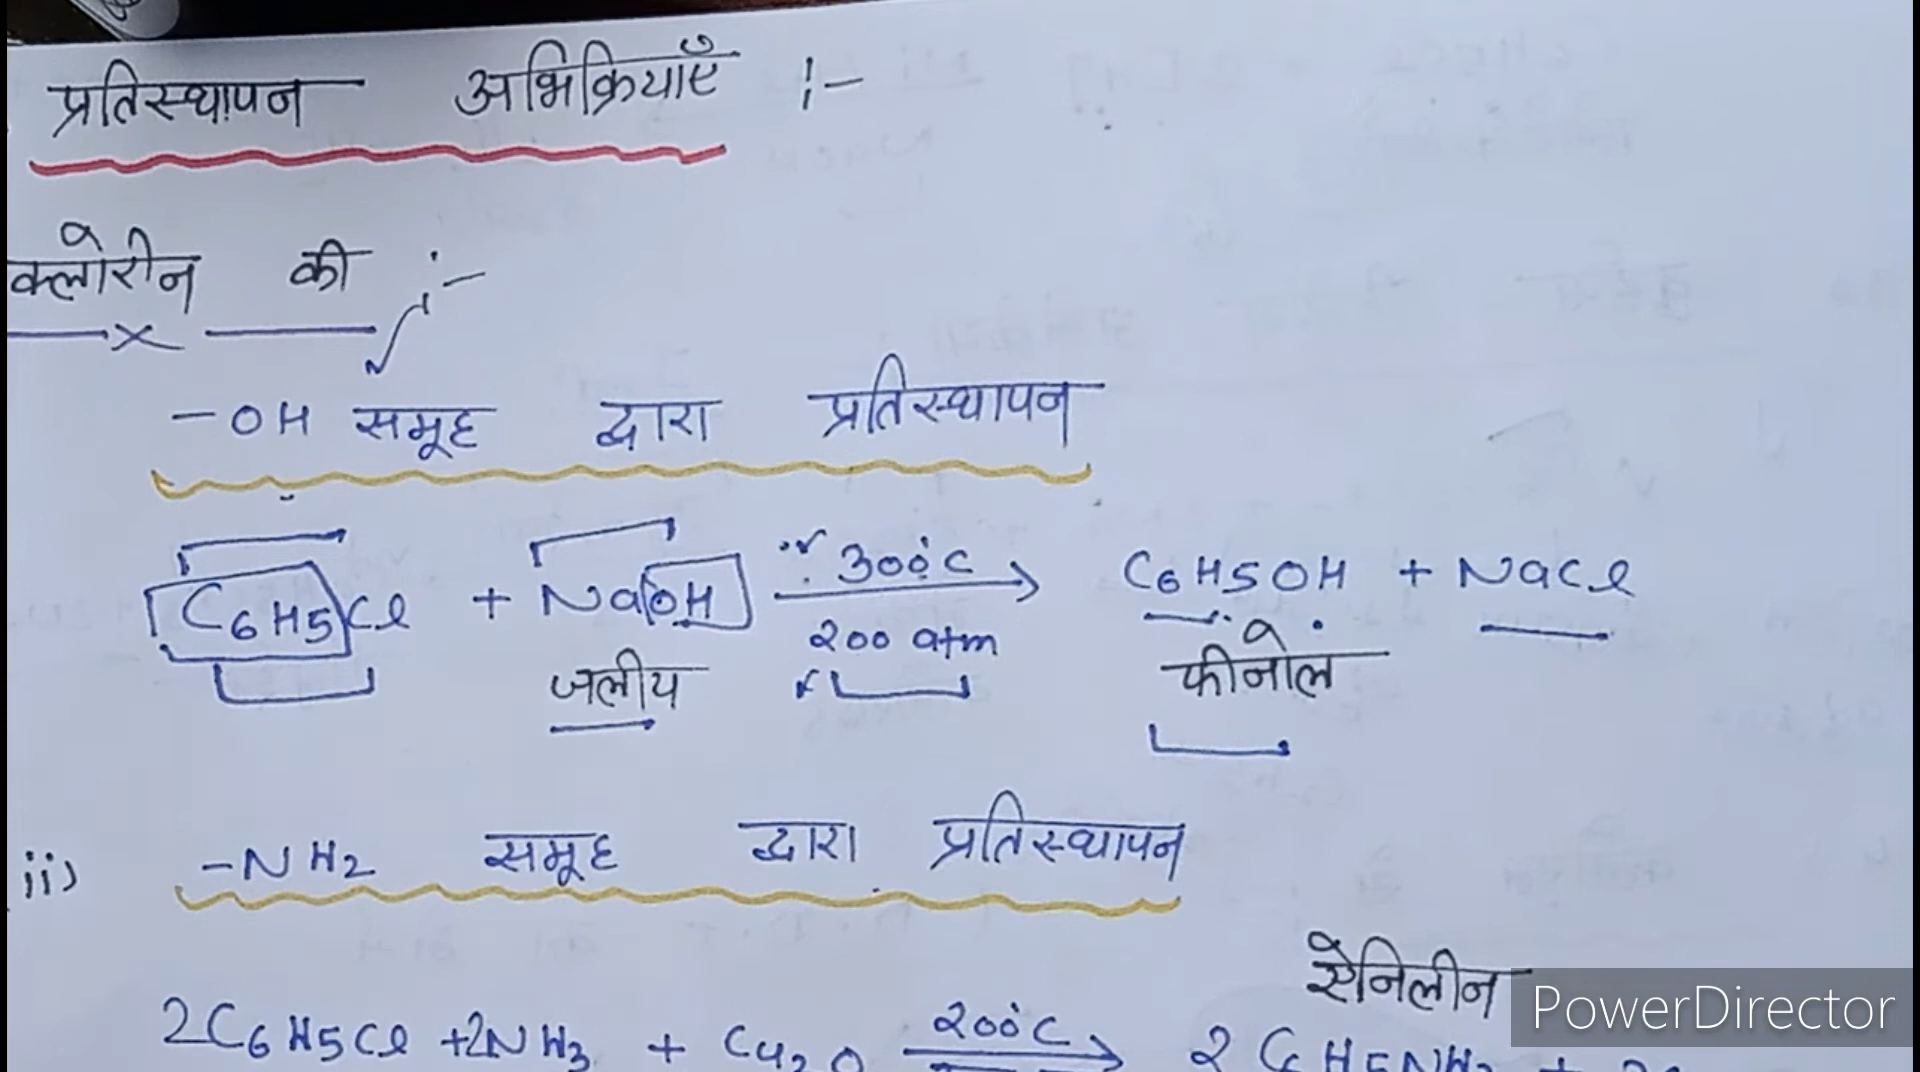 प्रतिस्थापन अभिक्रियाएँ :-
क्लोरीन की :-
-OH समूह द्वारा प्रतिस्थापन
C6H5Cl + NaOH 300°C C6H5OH + NaCl
जलीय 200 atm फीनोल
ii) -NH2 समूह द्वारा प्रतिस्थापन
ऐनिलीन
2C6H5Cl +2NH3 + Cu2O 200°C 2C6H5NH2 +
PowerDirector